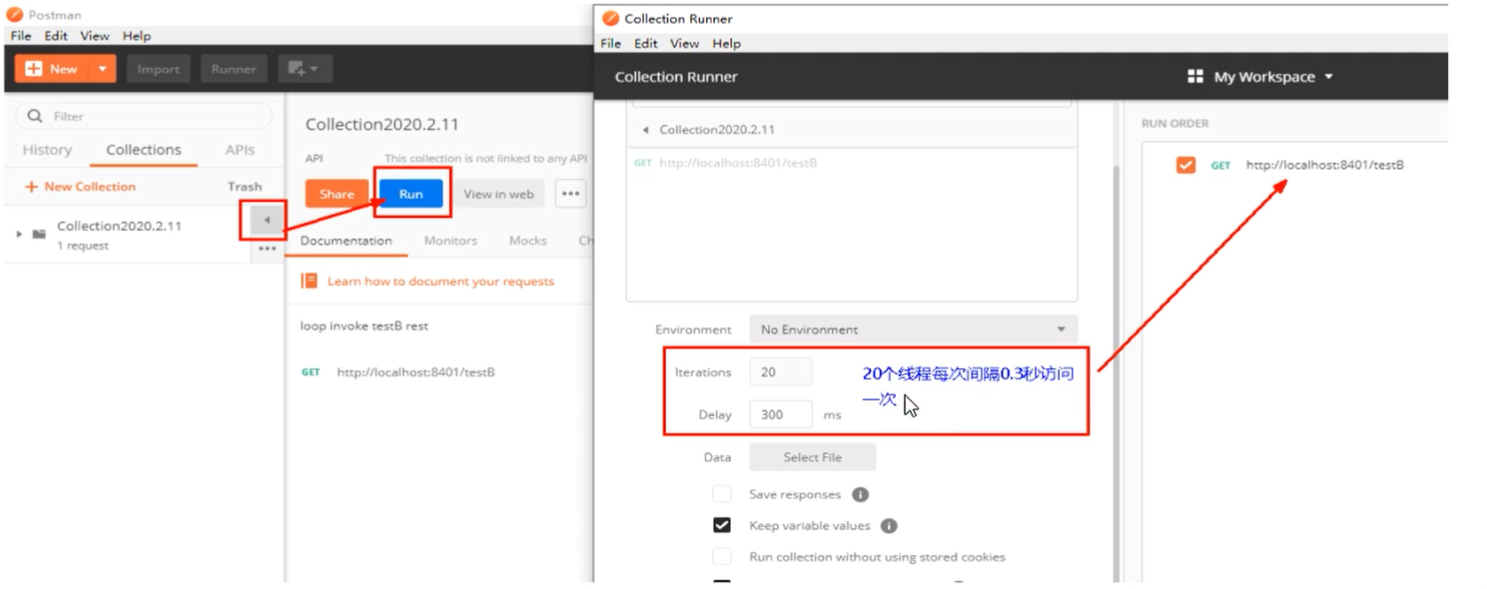 Postman
File Edit View Help
New Import Runner
Filter
History Collections APIs
New Collection Trash
Collection2020.2.11
1 request
Collection2020.2.11
API This collection is not linked to any API
Share Run View in web
Documentation Monitors Mocks Ch
Learn how to document your requests
loop invoke testB rest
GET http://localhost:8401/testB
Collection Runner
File Edit View Help
Collection Runner My Workspace
Collection2020.2.11
GET http://localhost:8401/testB
Environment No Environment
Iterations 20
Delay 300 ms
20个线程每次间隔0.3秒访问
一次
Data Select File
Save responses
Keep variable values
Run collection without using stored cookies
RUN ORDER
GET http://localhost:8401/testB